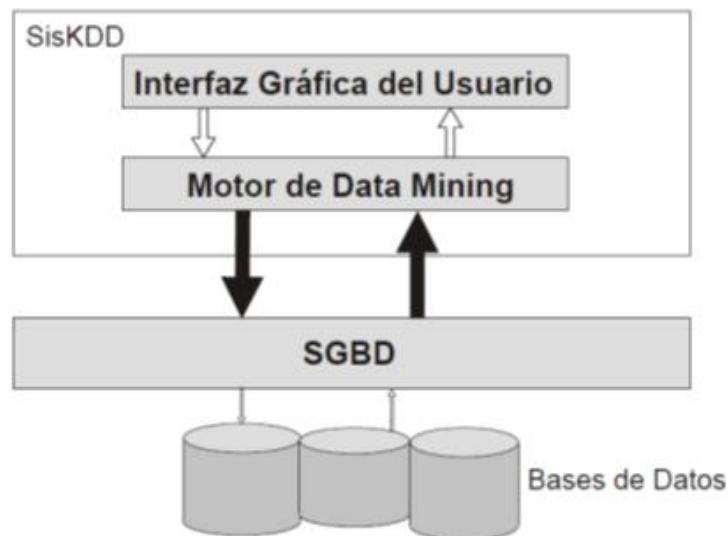 SisKDD
Interfaz Gráfica del Usuario
Motor de Data Mining
SGBD
Bases de Datos